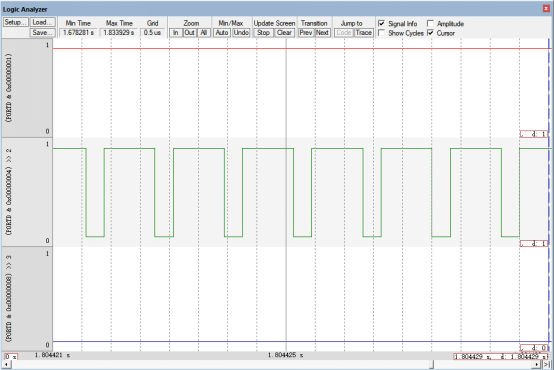 Logic Analyzer
Setup... Load... Min Time Max Time Grid Zoom Min/Max Update Screen Transition Jump to Signal Info Amplitude
Save... 1.678281 s 1.833929 s 0.5 us In Out All Auto Undo Stop Clear Prev Next Code Trace Show Cycles Cursor
1
(PORTD & 0x00000001)
0
, d: 1
1
(PORTD & 0x00000004) >> 2
0
, d: 1
1
(PORTD & 0x00000008) >> 3
0
, d: 0
0 s 1.804421 s 1.804425 s 1.804429 s, d: 1.804429 s